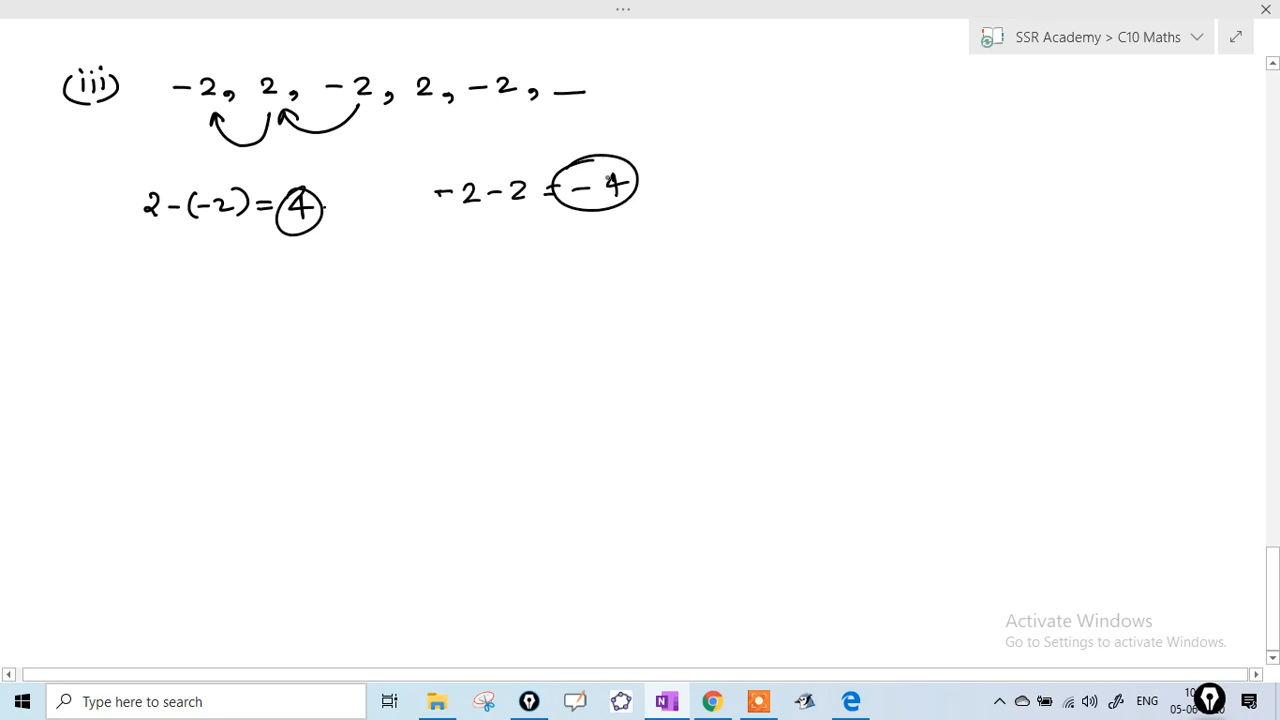 SSR Academy > C10 Maths
(iii) -2, 2, -2, 2, -2, _
2-(-2) = 4
-2-2 = -4
Activate Windows
Go to Settings to activate Windows.
Type here to search
ENG